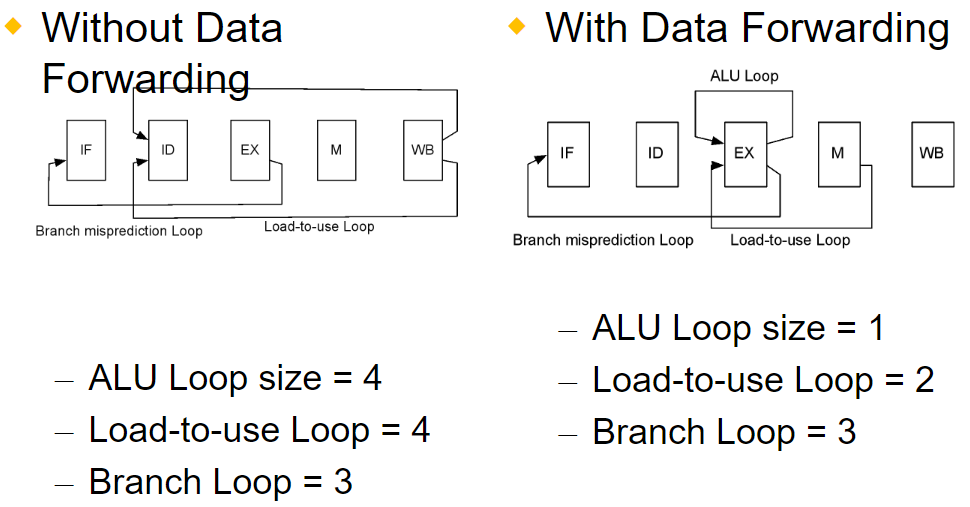 Without Data
Forwarding
IF ID EX M WB
Branch misprediction Loop
Load-to-use Loop
– ALU Loop size = 4
– Load-to-use Loop = 4
– Branch Loop = 3
With Data Forwarding
ALU Loop
IF ID EX M WB
Branch misprediction Loop
Load-to-use Loop
– ALU Loop size = 1
– Load-to-use Loop = 2
– Branch Loop = 3